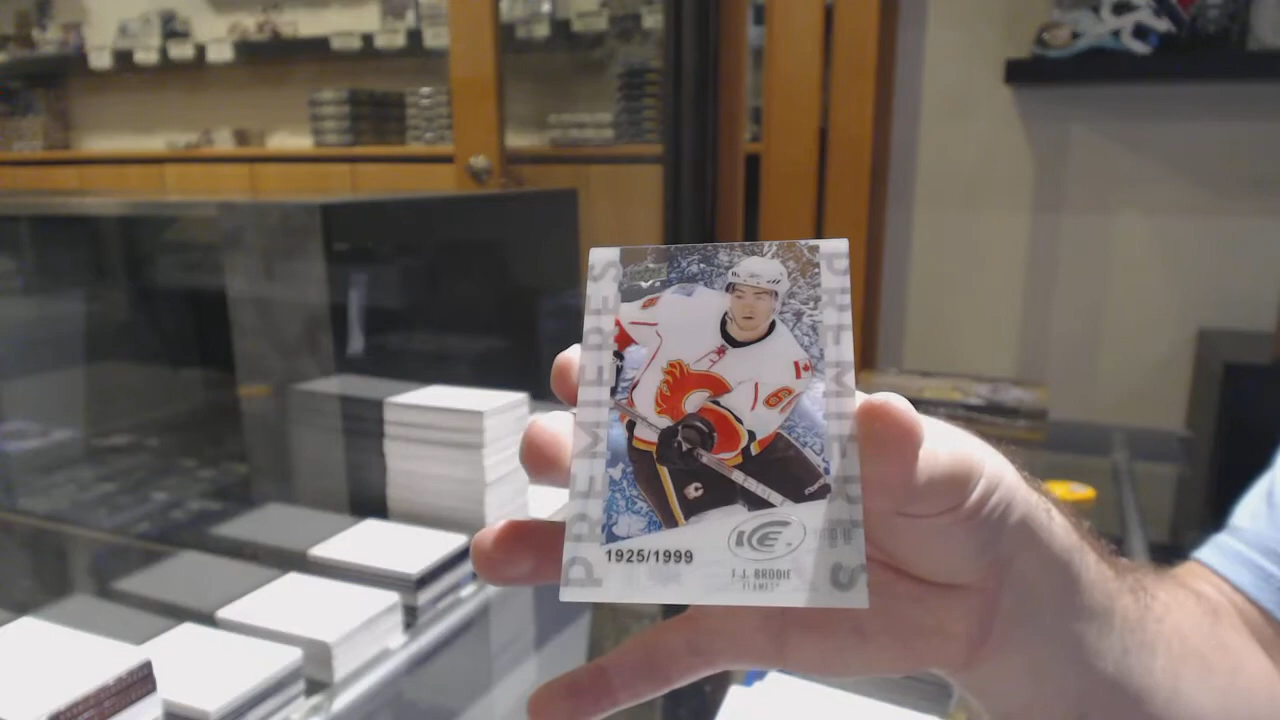 PREMIERES
PREMIERES
ICE
1925/1999
T.J. BRODIE
FLAMES